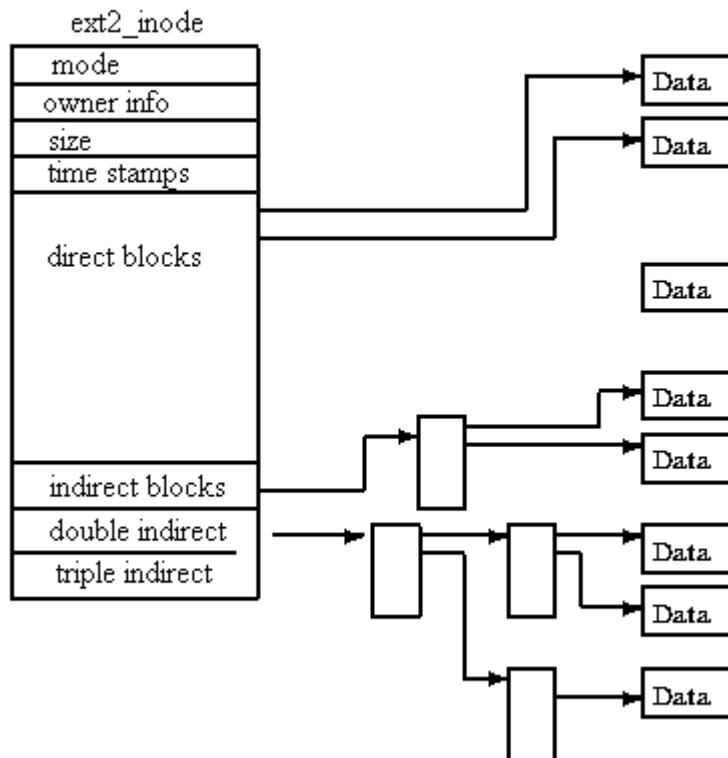 ext2_inode
mode
owner info
size
time stamps
direct blocks
indirect blocks
double indirect
triple indirect
Data
Data
Data
Data
Data
Data
Data
Data